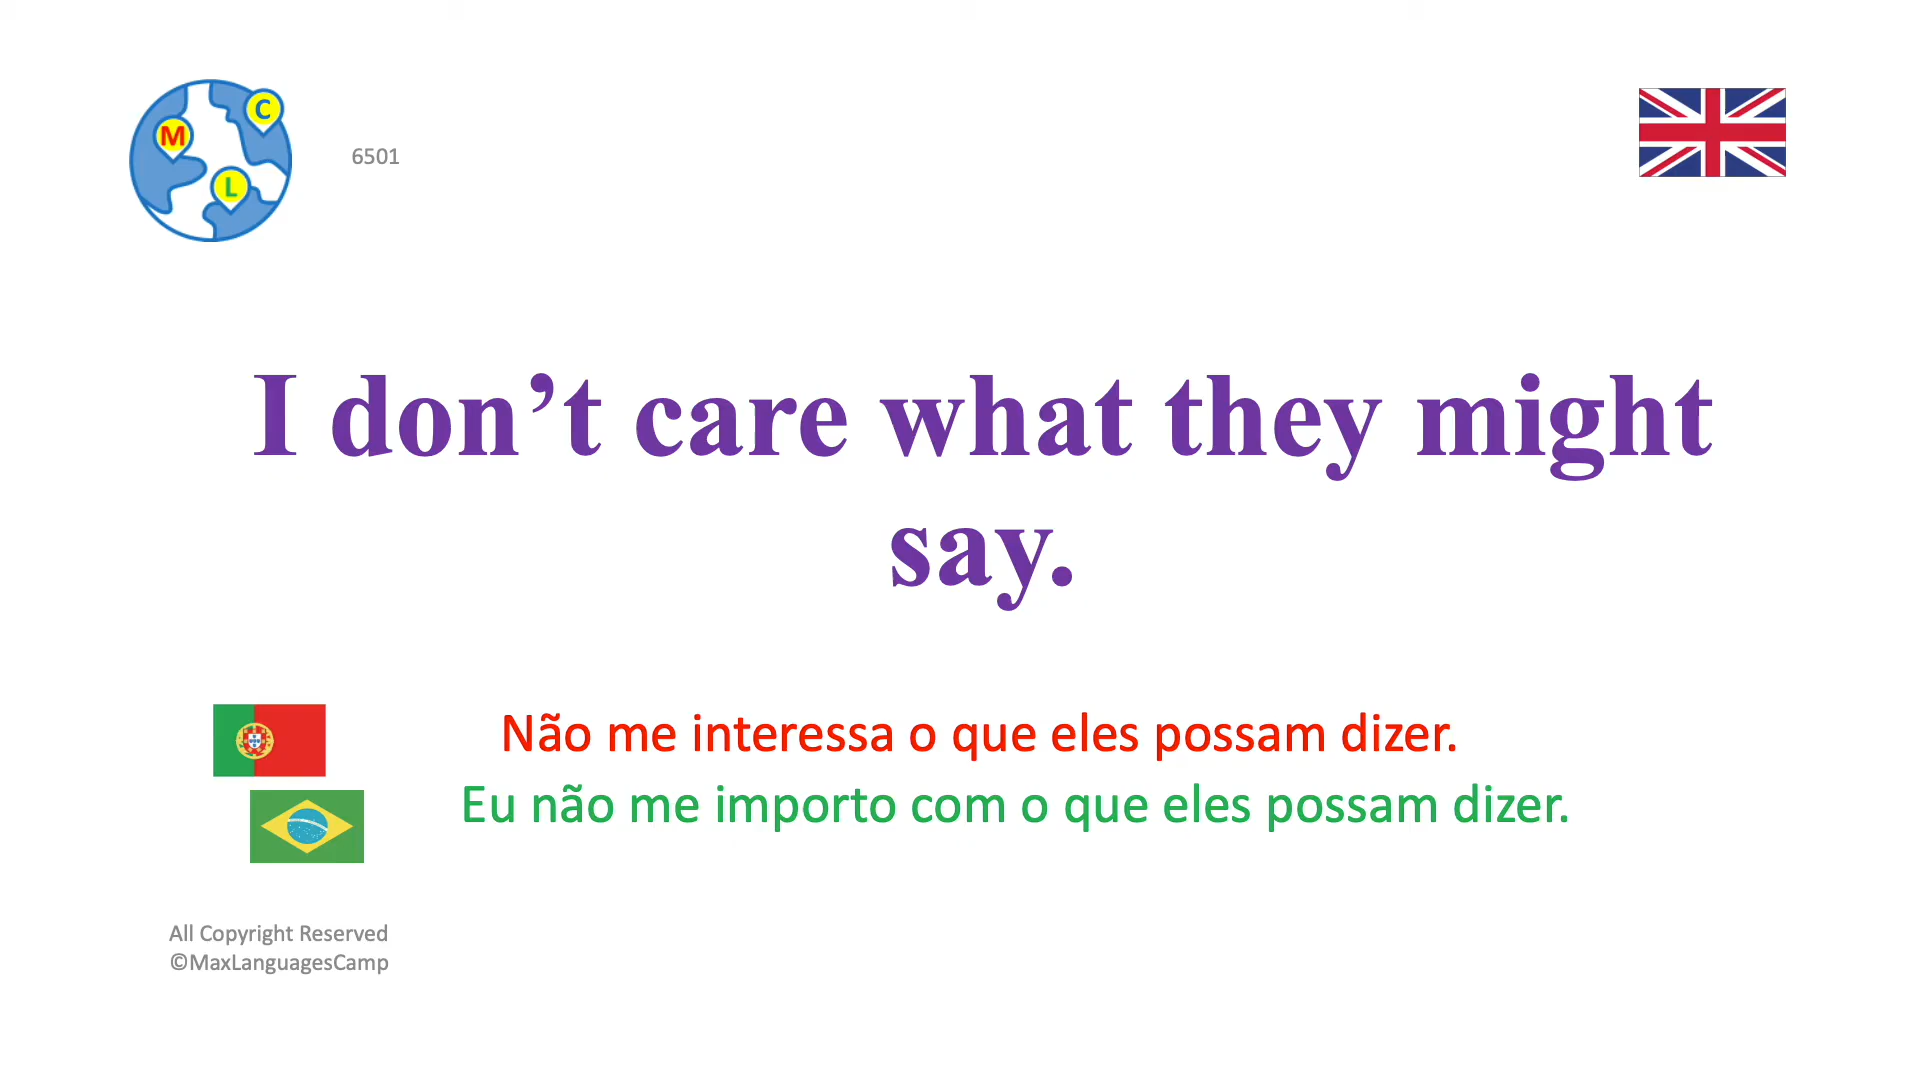 M
C
L
6501
I don’t care what they might
say.
Não me interessa o que eles possam dizer.
Eu não me importo com o que eles possam dizer.
All Copyright Reserved
©MaxLanguagesCamp